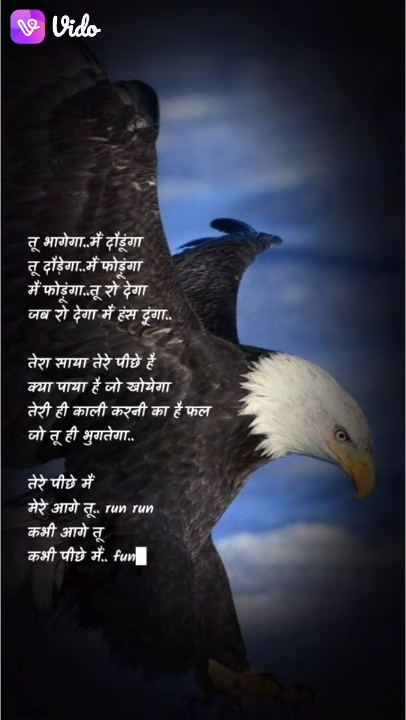 Vido
तू भागेगा..मैं दौडूंगा
तू दौड़ेगा..मैं फोडूंगा
मैं फोडूंगा..तू रो देगा
जब रो देगा मैं हंस दूंगा..
तेरा साया तेरे पीछे है
क्या पाया है जो खोयेगा
तेरी ही काली करनी का है फल
जो तू ही भुगतेगा..
तेरे पीछे मैं
मेरे आगे तू.. run run
कभी आगे तू
कभी पीछे मैं.. fun